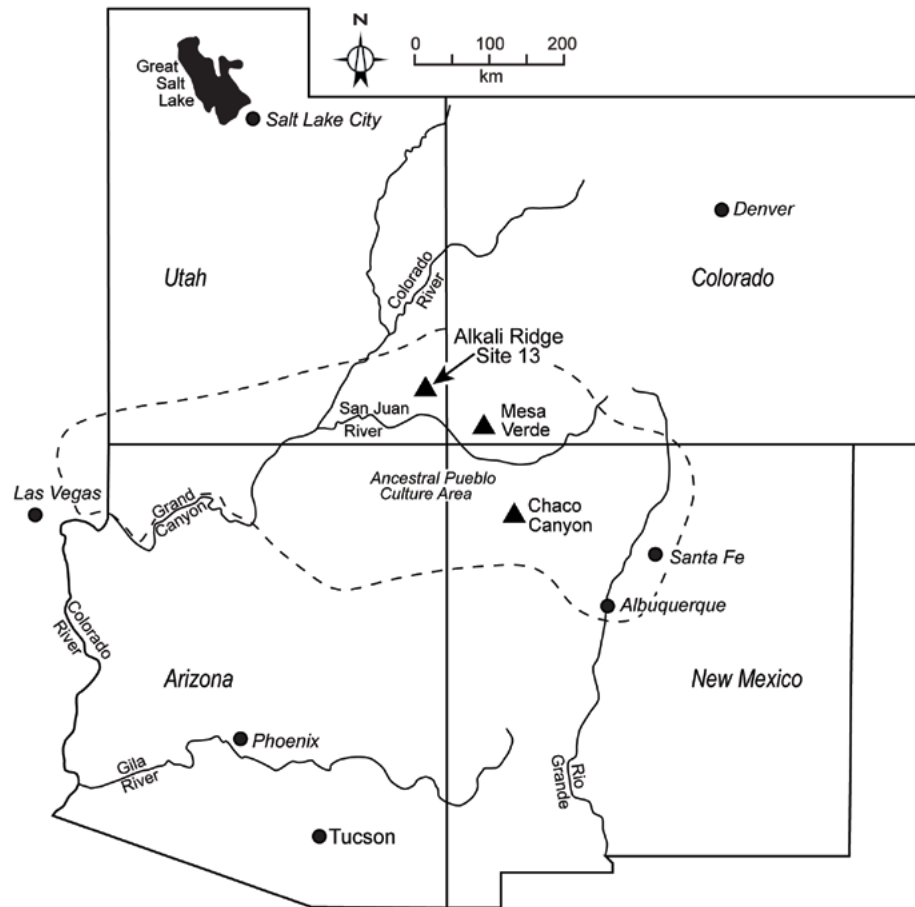 N
0 100 200
km
Great
Salt
Lake
Salt Lake City
Denver
Utah
Colorado
River
Colorado
Alkali Ridge
Site 13
San Juan
River
Mesa
Verde
Ancestral Pueblo
Culture Area
Las Vegas
Grand
Canyon
Chaco
Canyon
Santa Fe
Albuquerque
Colorado
River
Arizona
New Mexico
Phoenix
Gila
River
Rio
Grande
Tucson